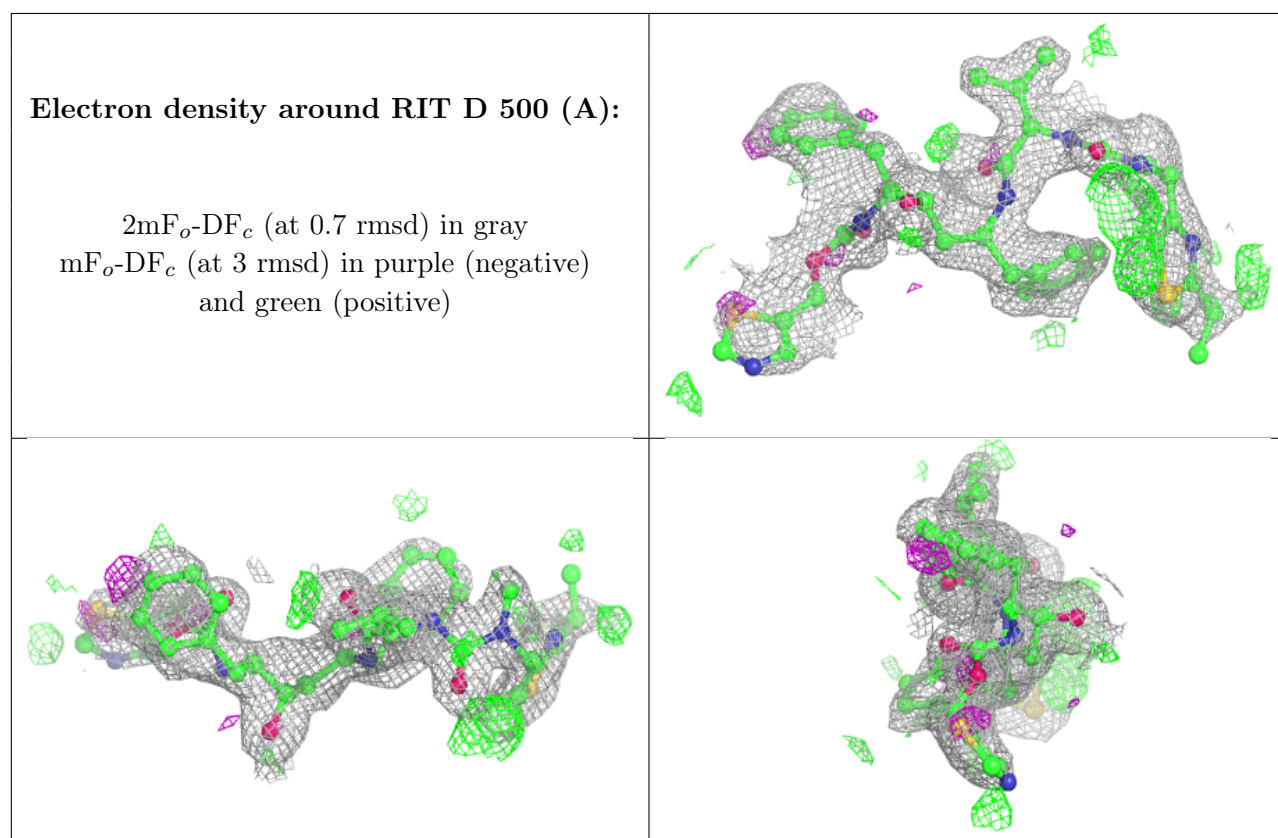 Electron density around RIT D 500 (A):
2mFo-DFc (at 0.7 rmsd) in gray
mFo-DFc (at 3 rmsd) in purple (negative)
and green (positive)